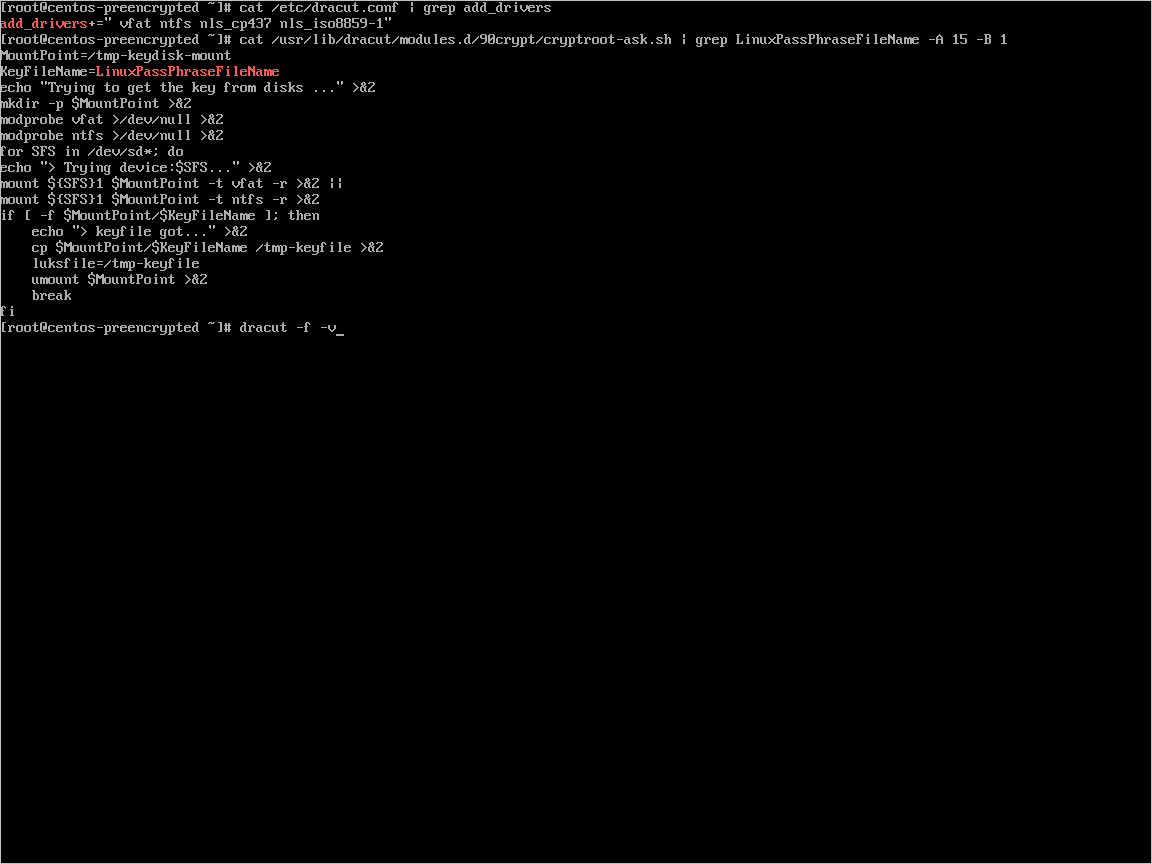 [root@centos-preencrypted ~]# cat /etc/dracut.conf | grep add_drivers
add_drivers+=" vfat ntfs nls_cp437 nls_iso8859-1"
[root@centos-preencrypted ~]# cat /usr/lib/dracut/modules.d/90crypt/cryptroot-ask.sh | grep LinuxPassPhraseFileName -A 15 -B 1
MountPoint=/tmp-keydisk-mount
KeyFileName=LinuxPassPhraseFileName
echo "Trying to get the key from disks ..." >&2
mkdir -p $MountPoint >&2
modprobe vfat >/dev/null >&2
modprobe ntfs >/dev/null >&2
for SFS in /dev/sd*; do
echo "> Trying device:$SFS..." >&2
mount ${SFS}1 $MountPoint -t vfat -r >&2 ||
mount ${SFS}1 $MountPoint -t ntfs -r >&2
if [ -f $MountPoint/$KeyFileName ]; then
    echo "> keyfile got..." >&2
    cp $MountPoint/$KeyFileName /tmp-keyfile >&2
    luksfile=/tmp-keyfile
    umount $MountPoint >&2
    break
fi
[root@centos-preencrypted ~]# dracut -f -v_